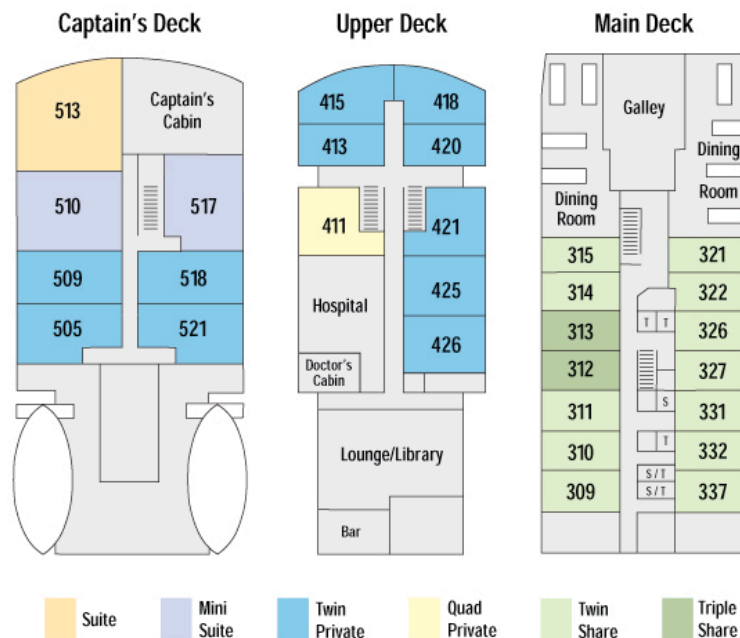 Captain's Deck
513
Captain's
Cabin
510
517
509
518
505
521
Upper Deck
415
418
413
420
411
421
Hospital
425
Doctor's
Cabin
426
Lounge/Library
Bar
Main Deck
Galley
Dining
Room
Dining
Room
315
321
314
322
313
T T
326
312
327
S
311
331
310
T
332
S/T
S/T
309
337
Suite
Mini
Suite
Twin
Private
Quad
Private
Twin
Share
Triple
Share